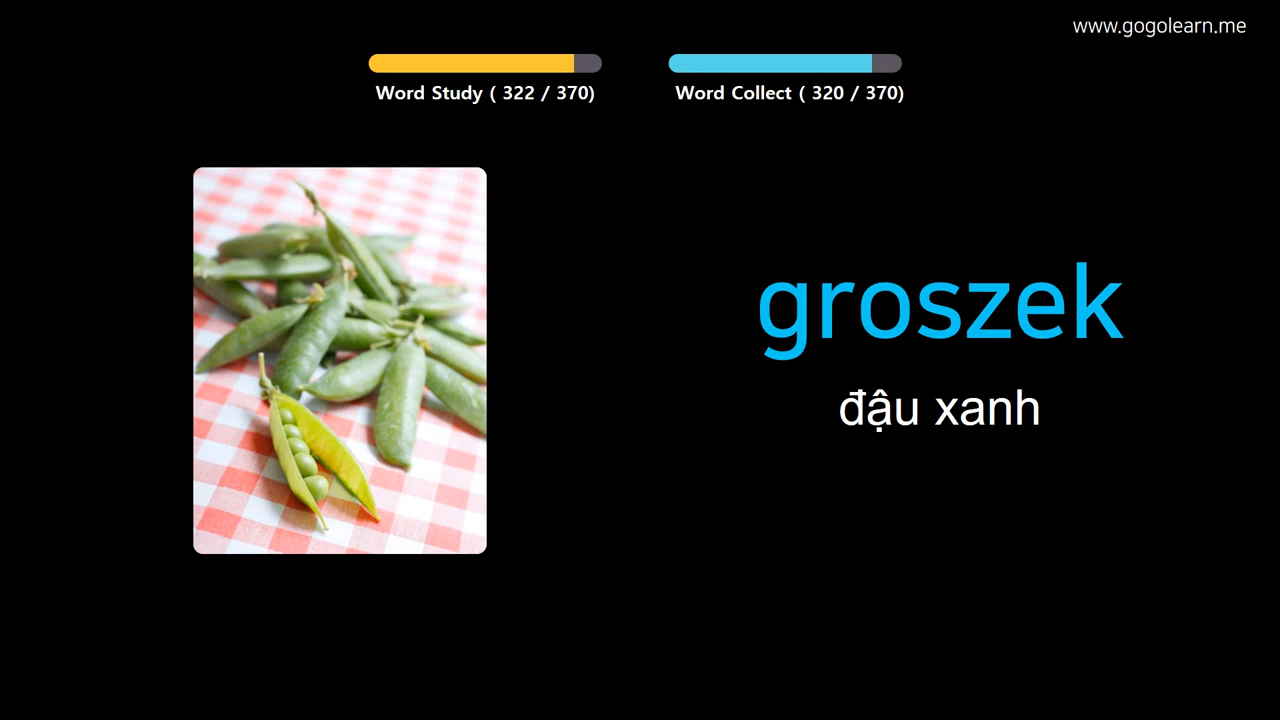 www.gogolearn.me
Word Study ( 322 / 370)
Word Collect ( 320 / 370)
groszek
đậu xanh